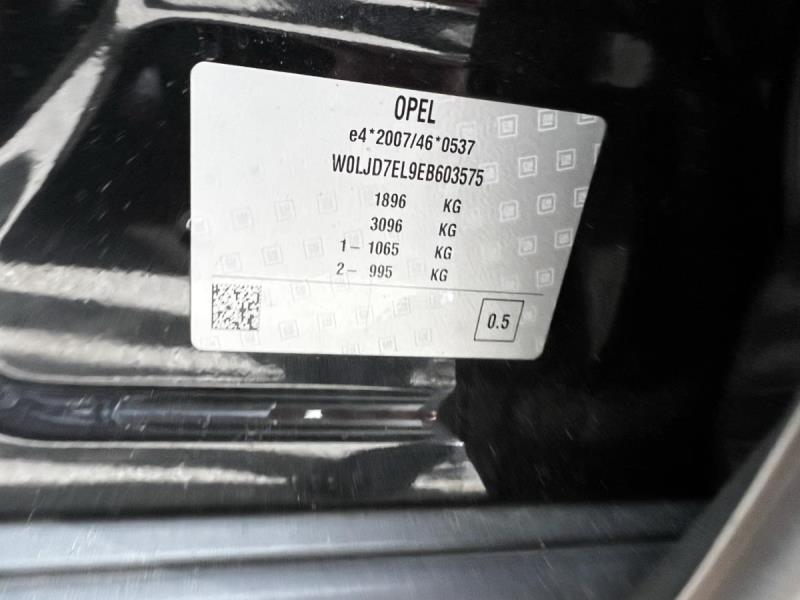 OPEL
e4*2007/46*0537
W0LJD7EL9EB603575
1896 KG
3096 KG
1- 1065 KG
2- 995 KG
0.5